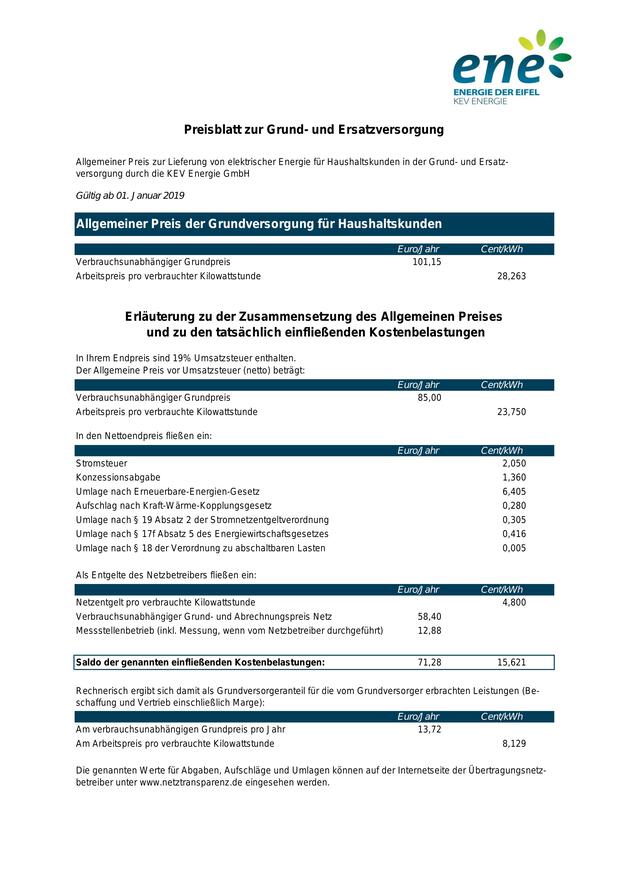 ene
ENERGIE DER EIFEL
KEV ENERGIE
Preisblatt zur Grund- und Ersatzversorgung
Allgemeiner Preis zur Lieferung von elektrischer Energie für Haushaltskunden in der Grund- und Ersatz-
versorgung durch die KEV Energie GmbH
Gültig ab 01. Januar 2019
Allgemeiner Preis der Grundversorgung für Haushaltskunden
Euro/Jahr Cent/kWh
Verbrauchsunabhängiger Grundpreis 101,15
Arbeitspreis pro verbrauchter Kilowattstunde 28,263
Erläuterung zu der Zusammensetzung des Allgemeinen Preises
und zu den tatsächlich einfließenden Kostenbelastungen
In Ihrem Endpreis sind 19% Umsatzsteuer enthalten.
Der Allgemeine Preis vor Umsatzsteuer (netto) beträgt:
Euro/Jahr Cent/kWh
Verbrauchsunabhängiger Grundpreis 85,00
Arbeitspreis pro verbrauchte Kilowattstunde 23,750
In den Nettoendpreis fließen ein:
Euro/Jahr Cent/kWh
Stromsteuer 2,050
Konzessionsabgabe 1,360
Umlage nach Erneuerbare-Energien-Gesetz 6,405
Aufschlag nach Kraft-Wärme-Kopplungsgesetz 0,280
Umlage nach § 19 Absatz 2 der Stromnetzentgeltverordnung 0,305
Umlage nach § 17f Absatz 5 des Energiewirtschaftsgesetzes 0,416
Umlage nach § 18 der Verordnung zu abschaltbaren Lasten 0,005
Als Entgelte des Netzbetreibers fließen ein:
Euro/Jahr Cent/kWh
Netzentgelt pro verbrauchte Kilowattstunde 4,800
Verbrauchsunabhängiger Grund- und Abrechnungspreis Netz 58,40
Messstellenbetrieb (inkl. Messung, wenn vom Netzbetreiber durchgeführt) 12,88
Saldo der genannten einfließenden Kostenbelastungen: 71,28 15,621
Rechnerisch ergibt sich damit als Grundversorgeranteil für die vom Grundversorger erbrachten Leistungen (Be-
schaffung und Vertrieb einschließlich Marge):
Euro/Jahr Cent/kWh
Am verbrauchsunabhängigen Grundpreis pro Jahr 13,72
Am Arbeitspreis pro verbrauchte Kilowattstunde 8,129
Die genannten Werte für Abgaben, Aufschläge und Umlagen können auf der Internetseite der Übertragungsnetz-
betreiber unter www.netztransparenz.de eingesehen werden.